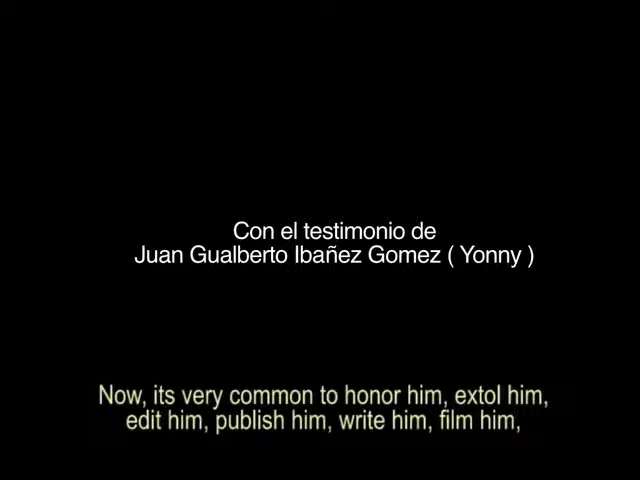 Con el testimonio de
Juan Gualberto Ibañez Gomez ( Yonny )
Now, its very common to honor him, extol him,
edit him, publish him, write him, film him,